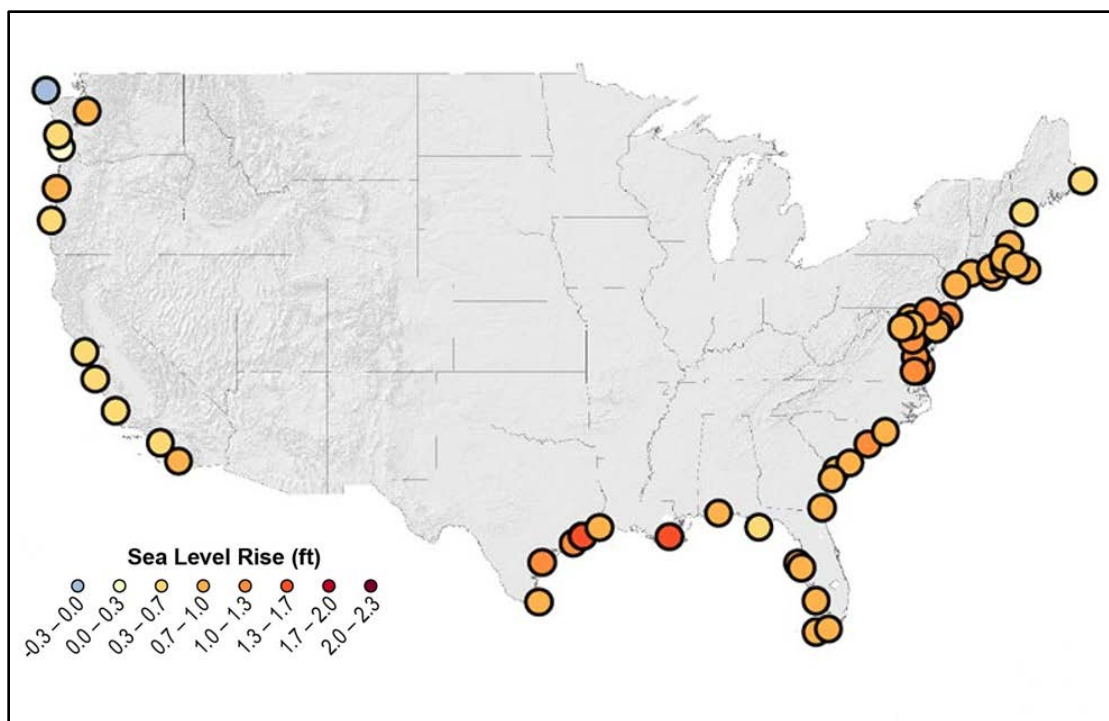 Sea Level Rise (ft)
-0.3 – 0.0
0.0 – 0.3
0.3 – 0.7
0.7 – 1.0
1.0 – 1.3
1.3 – 1.7
1.7 – 2.0
2.0 – 2.3